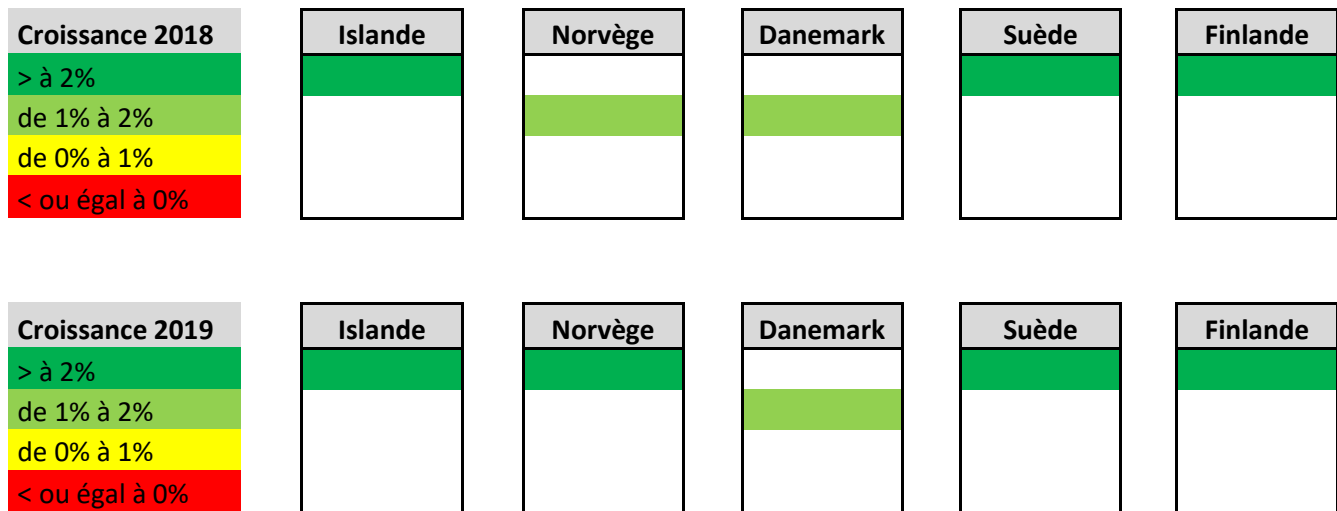 Croissance 2018 Islande Norvège Danemark Suède Finlande
> à 2%
de 1% à 2%
de 0% à 1%
< ou égal à 0%
Croissance 2019 Islande Norvège Danemark Suède Finlande
> à 2%
de 1% à 2%
de 0% à 1%
< ou égal à 0%